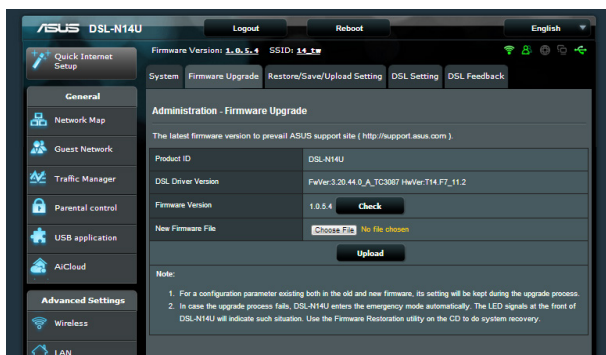 ASUS DSL-N14U
Logout
Reboot
English
Quick Internet
Setup
Firmware Version: 1.0.5.4 SSID: 14_tw
System
Firmware Upgrade
Restore/Save/Upload Setting
DSL Setting
DSL Feedback
General
Network Map
Guest Network
Traffic Manager
Parental control
USB application
AiCloud
Advanced Settings
Wireless
LAN
Administration - Firmware Upgrade
The latest firmware version to prevail ASUS support site ( http://support.asus.com ).
Product ID
DSL-N14U
DSL Driver Version
FwVer:3.20.44.0_A_TC3087 HwVer:T14.F7_11.2
Firmware Version
1.0.5.4 Check
New Firmware File
Choose File No file chosen
Upload
Note:
1. For a configuration parameter existing both in the old and new firmware, its setting will be kept during the upgrade process.
2. In case the upgrade process fails, DSL-N14U enters the emergency mode automatically. The LED signals at the front of
DSL-N14U will indicate such situation. Use the Firmware Restoration utility on the CD to do system recovery.